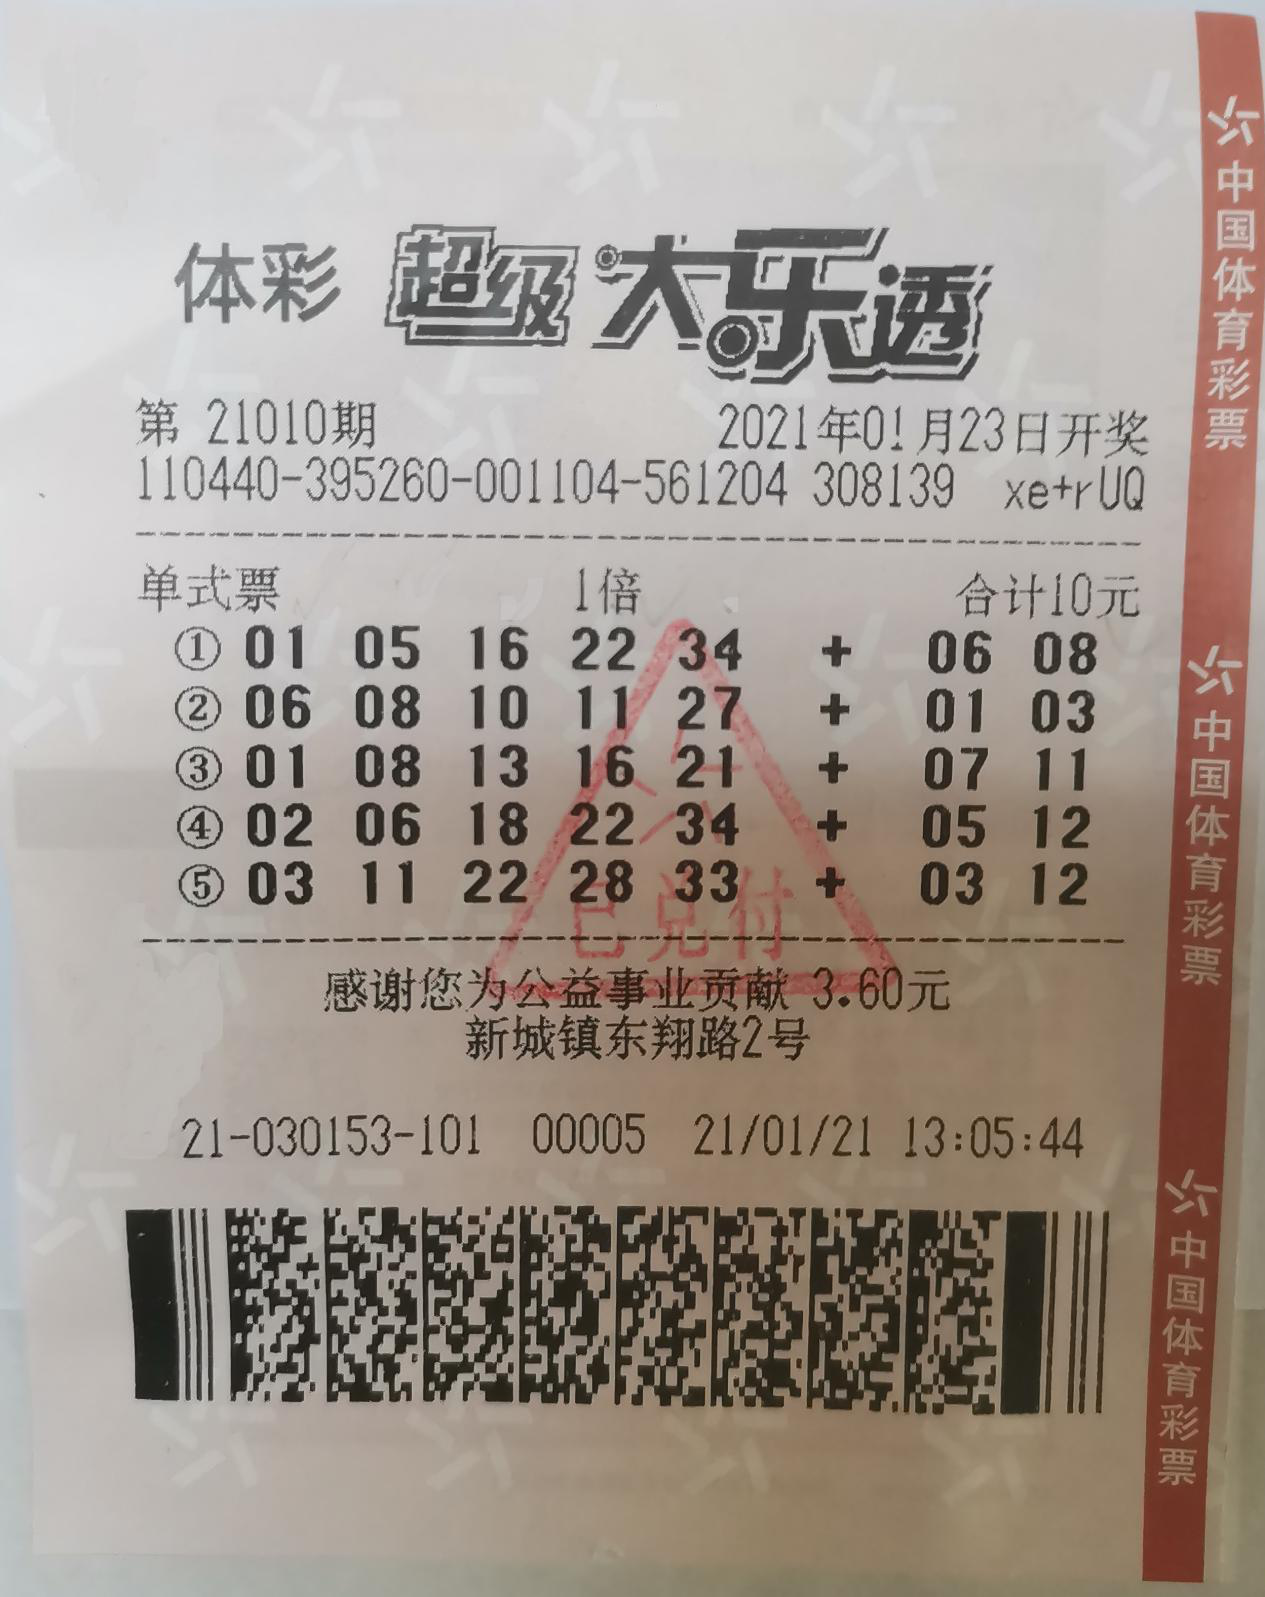 体彩 超级大乐透
第 21010期 2021年01月23日开奖
110440-395260-001104-561204 308139 xe+rUQ
单式票 1倍 合计10元
① 01 05 16 22 34 + 06 08
② 06 08 10 11 27 + 01 03
③ 01 08 13 16 21 + 07 11
④ 02 06 18 22 34 + 05 12
⑤ 03 11 22 28 33 + 03 12
已兑付
感谢您为公益事业贡献 3.60元
新城镇东翔路2号
21-030153-101 00005 21/01/21 13:05:44
中国体育彩票
中国体育彩票
中国体育彩票